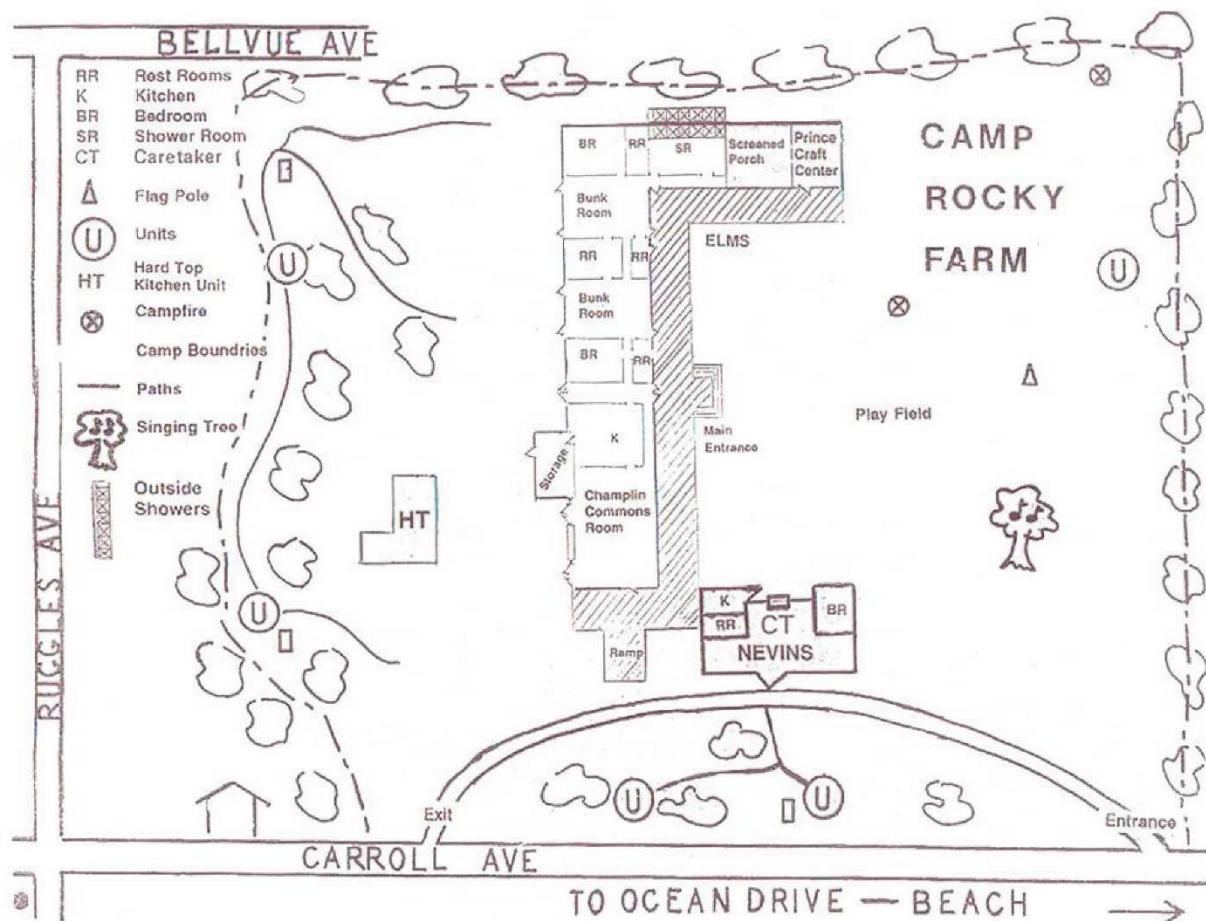 BELLVUE AVE
RR Rest Rooms
K Kitchen
BR Bedroom
SR Shower Room
CT Caretaker
Flag Pole
U Units
HT Hard Top
Kitchen Unit
Campfire
Camp Boundries
Paths
Singing Tree
Outside
Showers
RUGGLES AVE
CAMP
ROCKY
FARM
BR
RR
SR
Screened
Porch
Prince
Craft
Center
Bunk
Room
ELMS
RR
RR
Bunk
Room
BR
RR
K
Storage
Main
Entrance
Champlin
Commons
Room
Ramp
HT
U
U
U
Play Field
K
RR
CT
BR
NEVINS
U
U
Exit
Entrance
CARROLL AVE
TO OCEAN DRIVE — BEACH